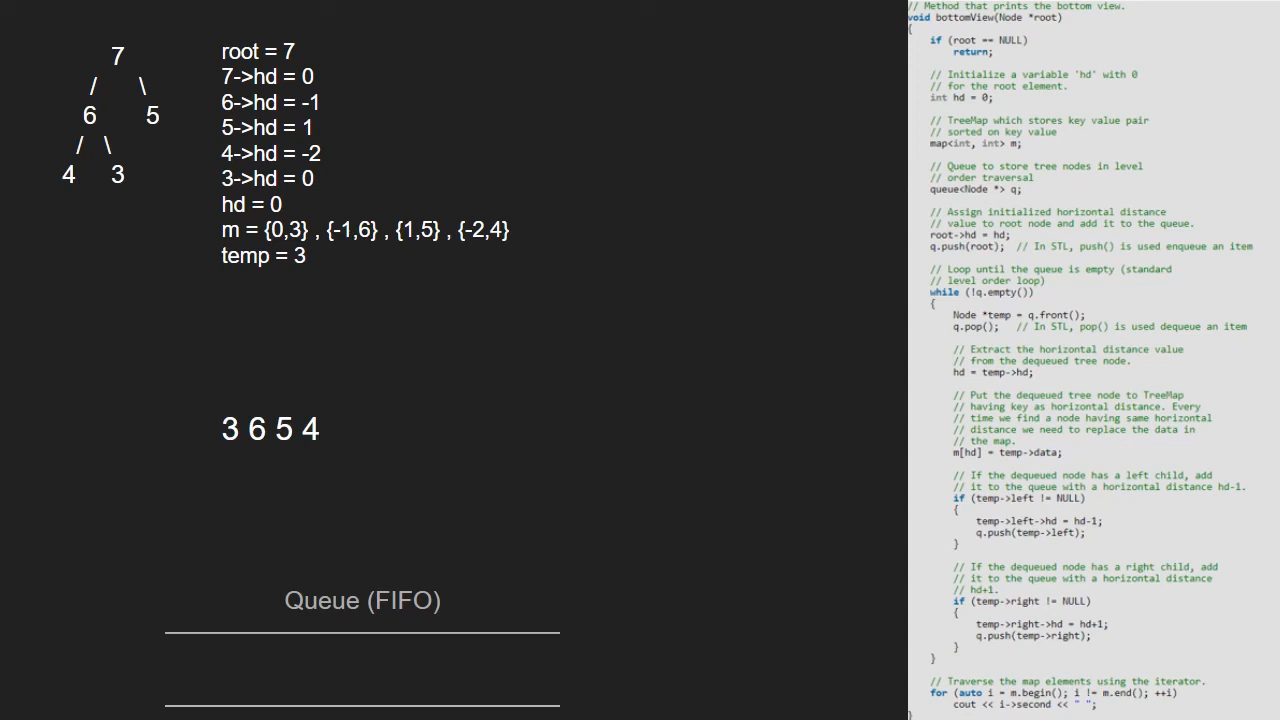 7
/ \
6 5
/ \
4 3
root = 7
7->hd = 0
6->hd = -1
5->hd = 1
4->hd = -2
3->hd = 0
hd = 0
m = {0,3} , {-1,6} , {1,5} , {-2,4}
temp = 3
3 6 5 4
Queue (FIFO)
// Method that prints the bottom view.
void bottomView(Node *root)
{
if (root == NULL)
return;
// Initialize a variable 'hd' with 0
// for the root element.
int hd = 0;
// TreeMap which stores key value pair
// sorted on key value
map<int, int> m;
// Queue to store tree nodes in level
// order traversal
queue<Node *> q;
// Assign initialized horizontal distance
// value to root node and add it to the queue.
root->hd = hd;
q.push(root); // In STL, push() is used enqueue an item
// Loop until the queue is empty (standard
// level order loop)
while (!q.empty())
{
Node *temp = q.front();
q.pop(); // In STL, pop() is used dequeue an item
// Extract the horizontal distance value
// from the dequeued tree node.
hd = temp->hd;
// Put the dequeued tree node to TreeMap
// having key as horizontal distance. Every
// time we find a node having same horizontal
// distance we need to replace the data in
// the map.
m[hd] = temp->data;
// If the dequeued node has a left child, add
// it to the queue with a horizontal distance hd-1.
if (temp->left != NULL)
{
temp->left->hd = hd-1;
q.push(temp->left);
}
// If the dequeued node has a right child, add
// it to the queue with a horizontal distance
// hd+1.
if (temp->right != NULL)
{
temp->right->hd = hd+1;
q.push(temp->right);
}
}
// Traverse the map elements using the iterator.
for (auto i = m.begin(); i != m.end(); ++i)
cout << i->second << " ";
}